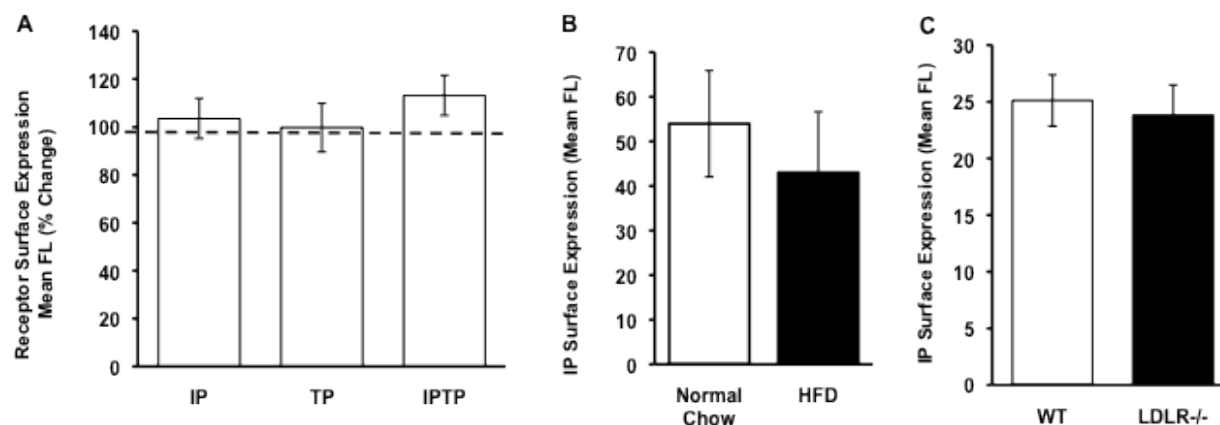 A
Receptor Surface Expression
Mean FL (% Change)
140
120
100
80
60
40
20
0
IP
TP
IPTP
B
IP Surface Expression (Mean FL)
70
60
50
40
30
20
10
0
Normal
Chow
HFD
C
IP Surface Expression (Mean FL)
30
25
20
15
10
5
0
WT
LDLR-/-